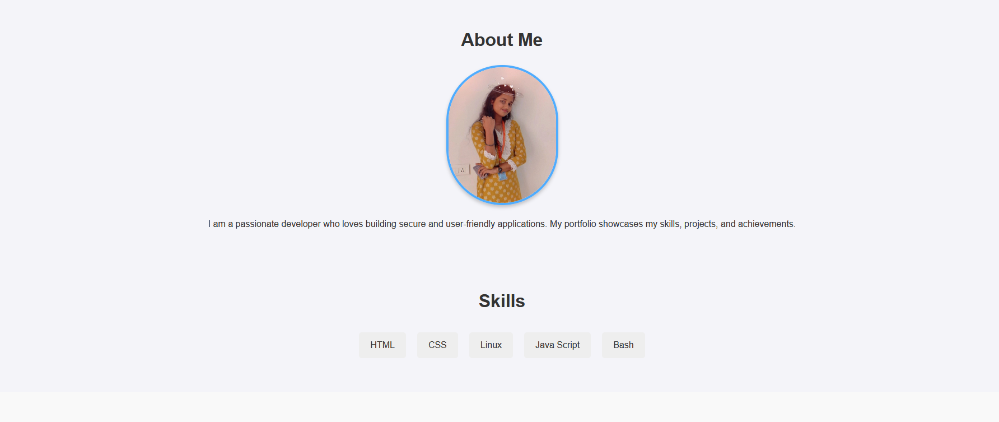 About Me
I am a passionate developer who loves building secure and user-friendly applications. My portfolio showcases my skills, projects, and achievements.
Skills
HTML
CSS
Linux
Java Script
Bash